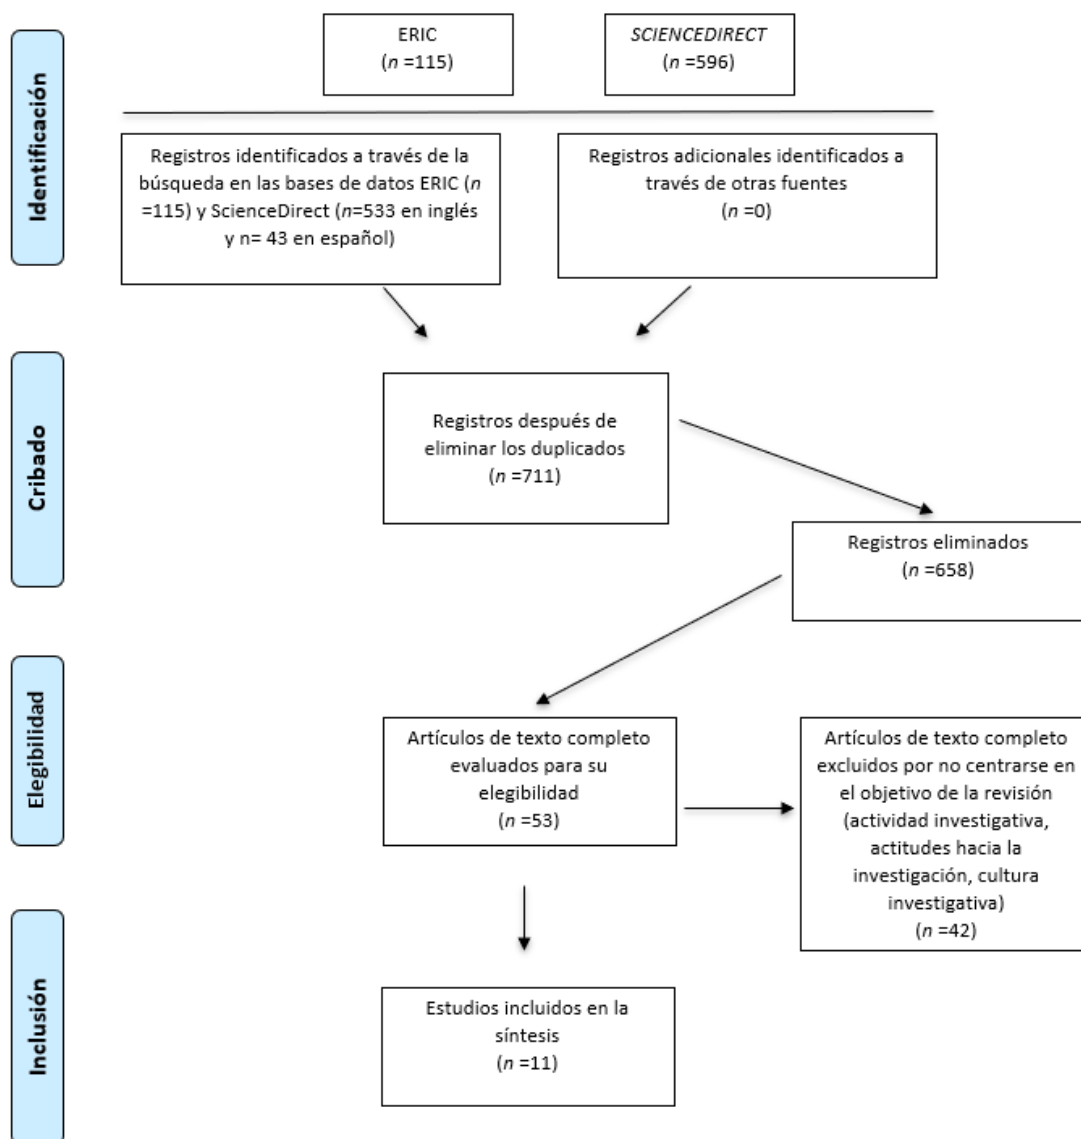 Identificación
ERIC
(n =115)
SCIENCEDIRECT
(n =596)
Registros identificados a través de la
búsqueda en las bases de datos ERIC (n
=115) y ScienceDirect (n=533 en inglés
y n= 43 en español)
Registros adicionales identificados a
través de otras fuentes
(n =0)
Cribado
Registros después de
eliminar los duplicados
(n =711)
Registros eliminados
(n =658)
Elegibilidad
Artículos de texto completo
evaluados para su
elegibilidad
(n =53)
Artículos de texto completo
excluidos por no centrarse en
el objetivo de la revisión
(actividad investigativa,
actitudes hacia la
investigación, cultura
investigativa)
(n =42)
Inclusión
Estudios incluidos en la
síntesis
(n =11)